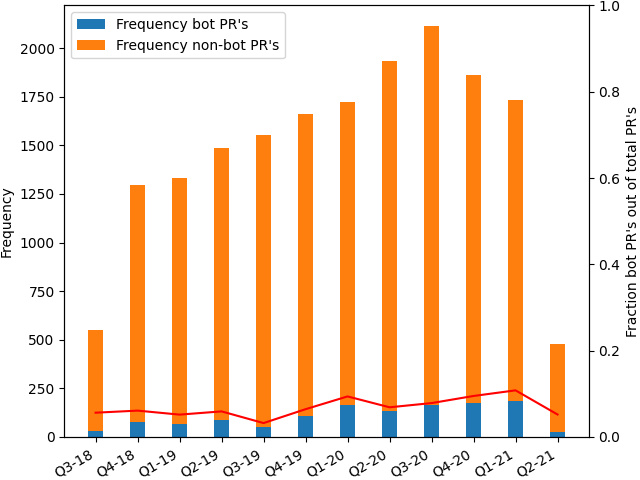 Frequency bot PR's
Frequency non-bot PR's
Frequency
0
250
500
750
1000
1250
1500
1750
2000
Q3-18
Q4-18
Q1-19
Q2-19
Q3-19
Q4-19
Q1-20
Q2-20
Q3-20
Q4-20
Q1-21
Q2-21
0.0
0.2
0.4
0.6
0.8
1.0
Fraction bot PR's out of total PR's